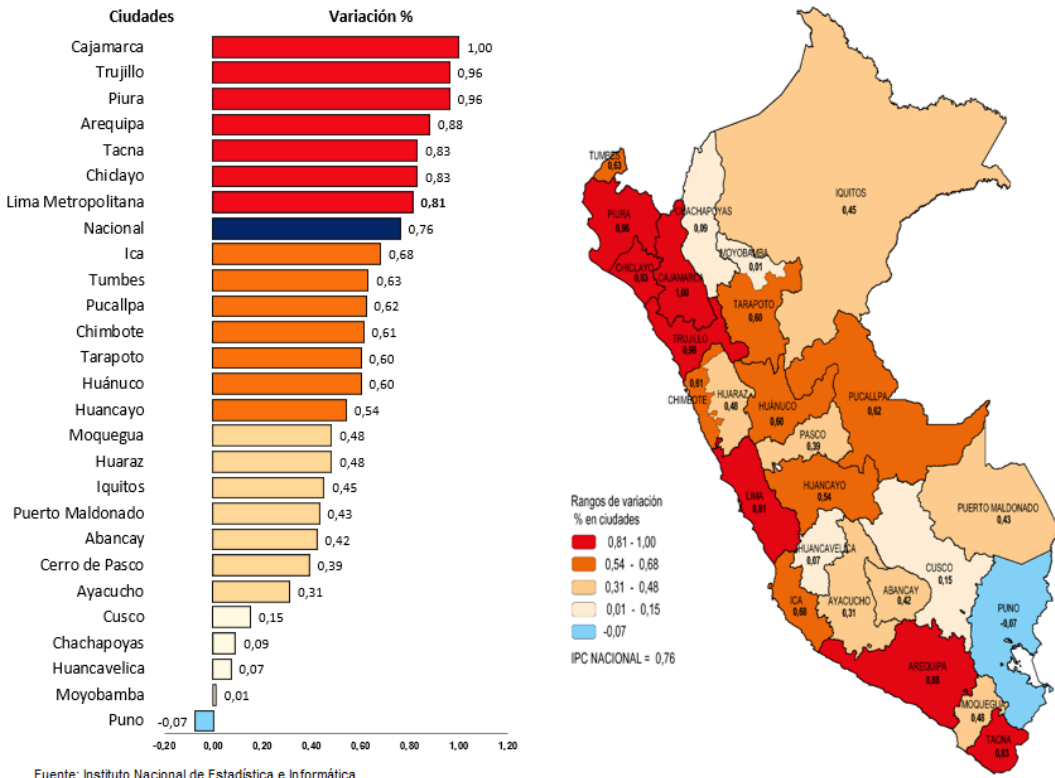 Ciudades Variación %
Cajamarca 1,00
Trujillo 0,96
Piura 0,96
Arequipa 0,88
Tacna 0,83
Chiclayo 0,83
Lima Metropolitana 0,81
Nacional 0,76
Ica 0,68
Tumbes 0,63
Pucallpa 0,62
Chimbote 0,61
Tarapoto 0,60
Huánuco 0,60
Huancayo 0,54
Moquegua 0,48
Huaraz 0,48
Iquitos 0,45
Puerto Maldonado 0,43
Abancay 0,42
Cerro de Pasco 0,39
Ayacucho 0,31
Cusco 0,15
Chachapoyas 0,09
Huancavelica 0,07
Moyobamba 0,01
Puno -0,07
-0,20 0,00 0,20 0,40 0,60 0,80 1,00 1,20
Fuente: Instituto Nacional de Estadística e Informática
TUMBES
0,63
IQUITOS
0,45
PIURA
0,96
CHACHAPOYAS
0,09
MOYOBAMBA
0,01
CHICLAYO
0,83
CAJAMARCA
1,00
TARAPOTO
0,60
TRUJILLO
0,96
0,61
CHIMBOTE
HUARAZ
0,48
HUÁNUCO
0,60
PUCALLPA
0,62
PASCO
0,39
LIMA
0,81
HUANCAYO
0,54
PUERTO MALDONADO
0,43
HUANCAVELICA
0,07
CUSCO
0,15
ICA
0,68
AYACUCHO
0,31
ABANCAY
0,42
PUNO
-0,07
AREQUIPA
0,88
MOQUEGUA
0,48
TACNA
0,83
Rangos de variación
% en ciudades
0,81 - 1,00
0,54 - 0,68
0,31 - 0,48
0,01 - 0,15
-0,07
IPC NACIONAL = 0,76